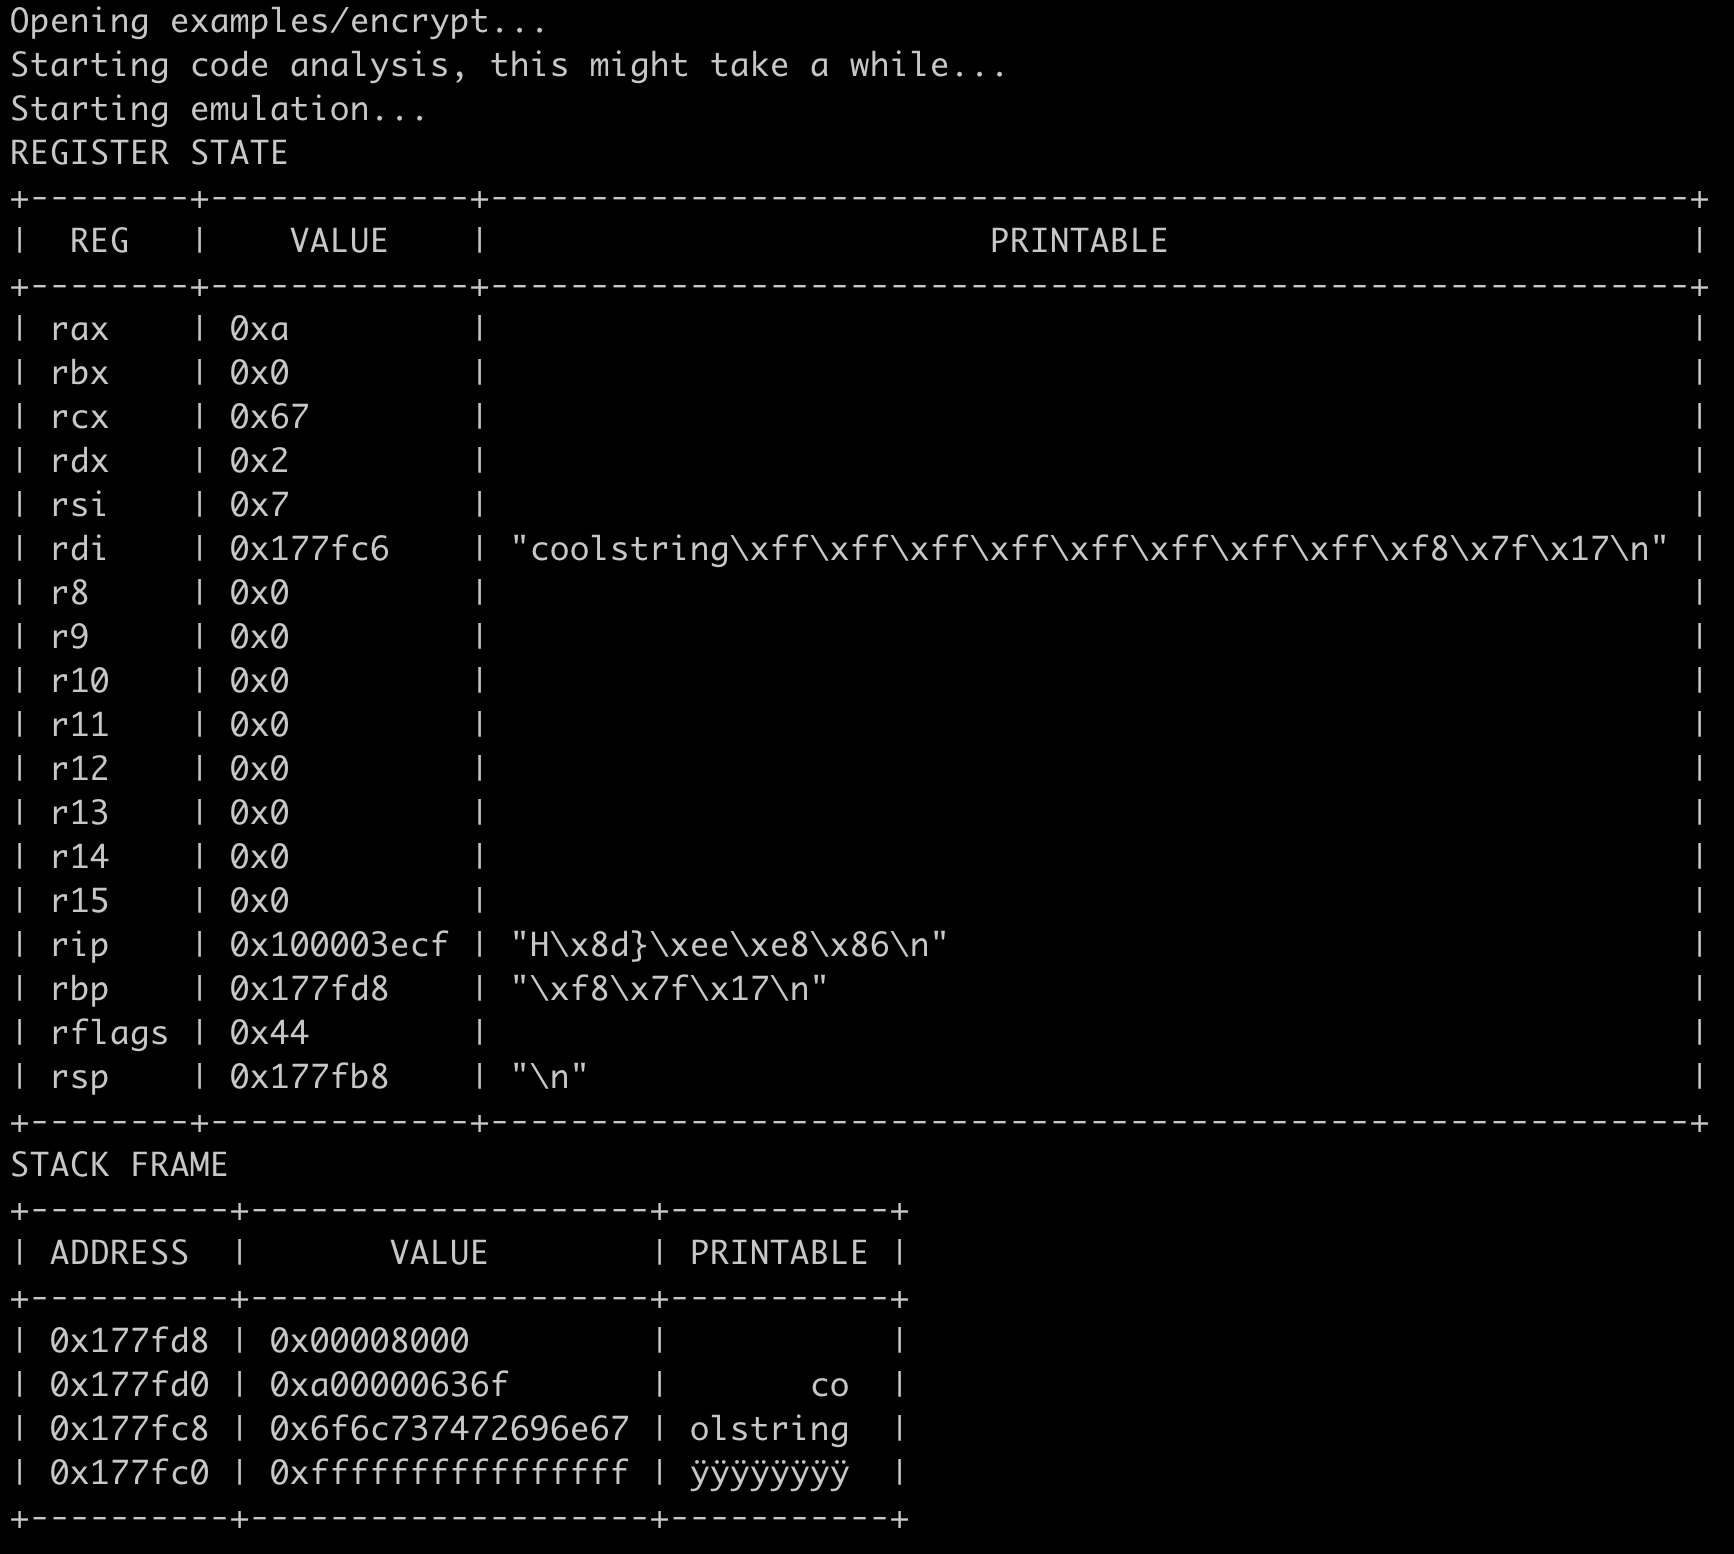 Opening examples/encrypt...
Starting code analysis, this might take a while...
Starting emulation...
REGISTER STATE
+--------+-------------+------------------------------------------------------------+
|  REG   |    VALUE    |                         PRINTABLE                          |
+--------+-------------+------------------------------------------------------------+
| rax    | 0xa         |                                                            |
| rbx    | 0x0         |                                                            |
| rcx    | 0x67        |                                                            |
| rdx    | 0x2         |                                                            |
| rsi    | 0x7         |                                                            |
| rdi    | 0x177fc6    | "coolstring\xff\xff\xff\xff\xff\xff\xff\xff\xf8\x7f\x17\n" |
| r8     | 0x0         |                                                            |
| r9     | 0x0         |                                                            |
| r10    | 0x0         |                                                            |
| r11    | 0x0         |                                                            |
| r12    | 0x0         |                                                            |
| r13    | 0x0         |                                                            |
| r14    | 0x0         |                                                            |
| r15    | 0x0         |                                                            |
| rip    | 0x100003ecf | "H\x8d}\xee\xe8\x86\n"                                     |
| rbp    | 0x177fd8    | "\xf8\x7f\x17\n"                                           |
| rflags | 0x44        |                                                            |
| rsp    | 0x177fb8    | "\n"                                                       |
+--------+-------------+------------------------------------------------------------+
STACK FRAME
+----------+--------------------+-----------+
| ADDRESS  |       VALUE        | PRINTABLE |
+----------+--------------------+-----------+
| 0x177fd8 | 0x00008000         |           |
| 0x177fd0 | 0xa00000636f       |       co  |
| 0x177fc8 | 0x6f6c737472696e67 | olstring  |
| 0x177fc0 | 0xffffffffffffffff | ÿÿÿÿÿÿÿÿ  |
+----------+--------------------+-----------+